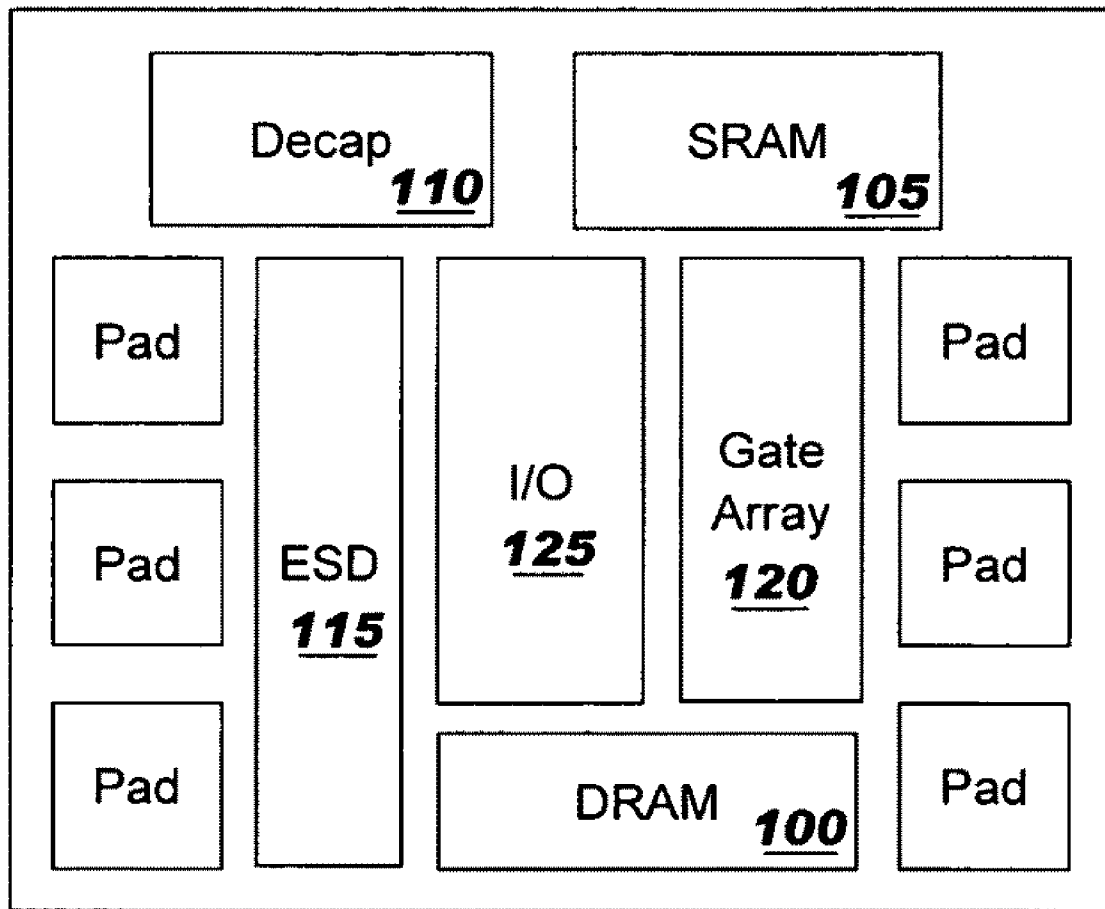 Decap
110
SRAM
105
Pad
Pad
Pad
ESD
115
I/O
125
Gate
Array
120
Pad
Pad
Pad
DRAM
100